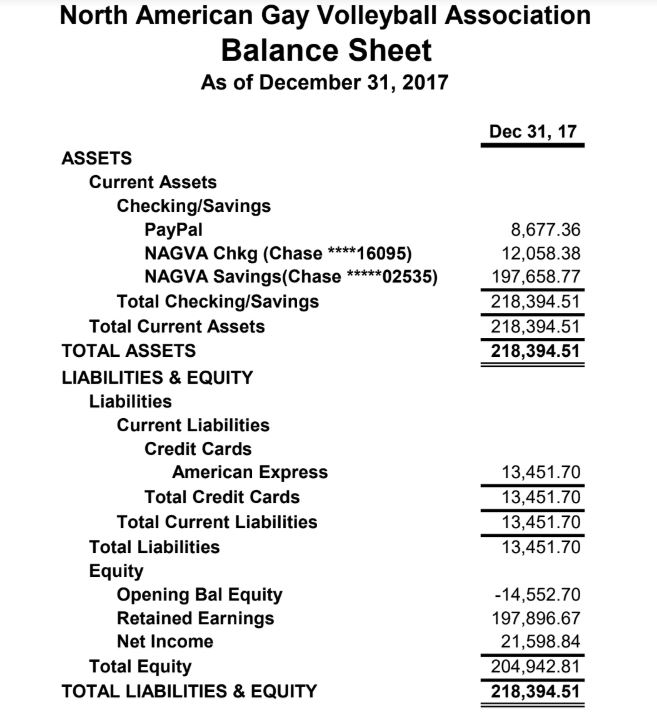 North American Gay Volleyball Association
Balance Sheet
As of December 31, 2017
Dec 31, 17
ASSETS
Current Assets
Checking/Savings
PayPal 8,677.36
NAGVA Chkg (Chase ****16095) 12,058.38
NAGVA Savings(Chase *****02535) 197,658.77
Total Checking/Savings 218,394.51
Total Current Assets 218,394.51
TOTAL ASSETS 218,394.51
LIABILITIES & EQUITY
Liabilities
Current Liabilities
Credit Cards
American Express 13,451.70
Total Credit Cards 13,451.70
Total Current Liabilities 13,451.70
Total Liabilities 13,451.70
Equity
Opening Bal Equity -14,552.70
Retained Earnings 197,896.67
Net Income 21,598.84
Total Equity 204,942.81
TOTAL LIABILITIES & EQUITY 218,394.51